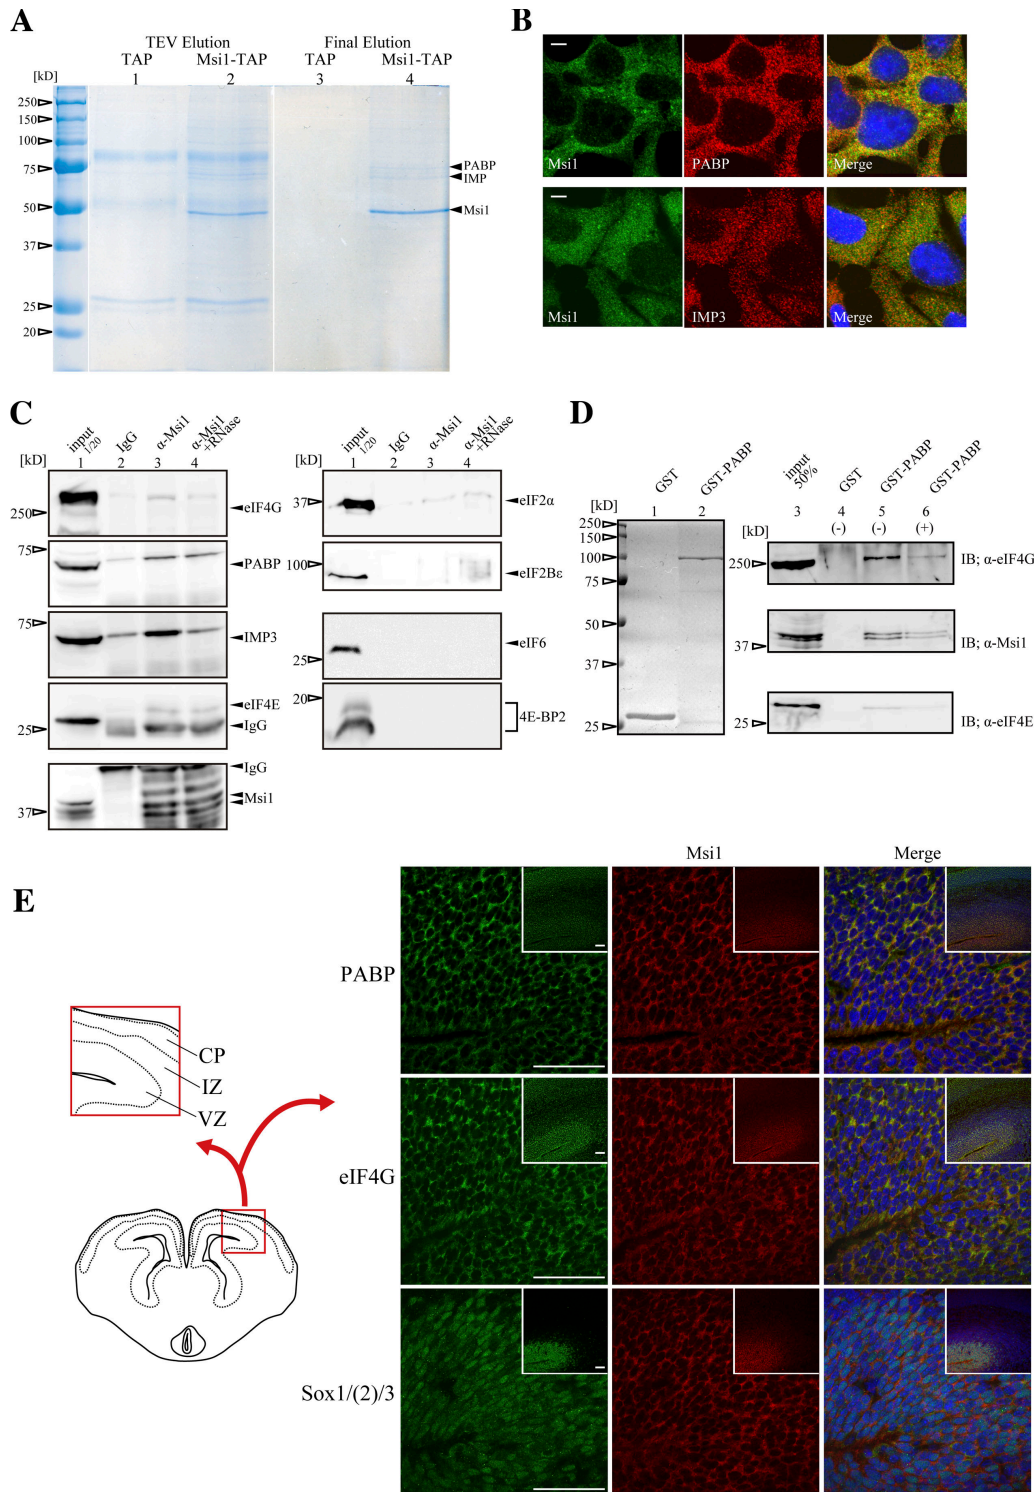 A
TEV Elution
Final Elution
TAP
Msi1-TAP
TAP
Msi1-TAP
[kD]
1
2
3
4
250
150
100
75
50
37
25
20
PABP
IMP
Msi1
B
Msi1
PABP
Merge
Msi1
IMP3
Merge
C
input 1/20
IgG
α-Msi1
α-Msi1 +RNase
[kD]
1
2
3
4
250
eIF4G
75
PABP
75
IMP3
eIF4E
25
IgG
IgG
Msi1
37
input 1/20
IgG
α-Msi1
α-Msi1 +RNase
[kD]
1
2
3
4
37
eIF2α
100
eIF2Bε
25
eIF6
20
4E-BP2
D
GST
GST-PABP
[kD]
1
2
250
150
100
75
50
37
25
input 50%
GST
GST-PABP
GST-PABP
3
4
5
6
(-)
(-)
(+)
[kD]
250
IB; α-eIF4G
37
IB; α-Msi1
25
IB; α-eIF4E
E
Msi1
Merge
PABP
eIF4G
Sox1/(2)/3
CP
IZ
VZ